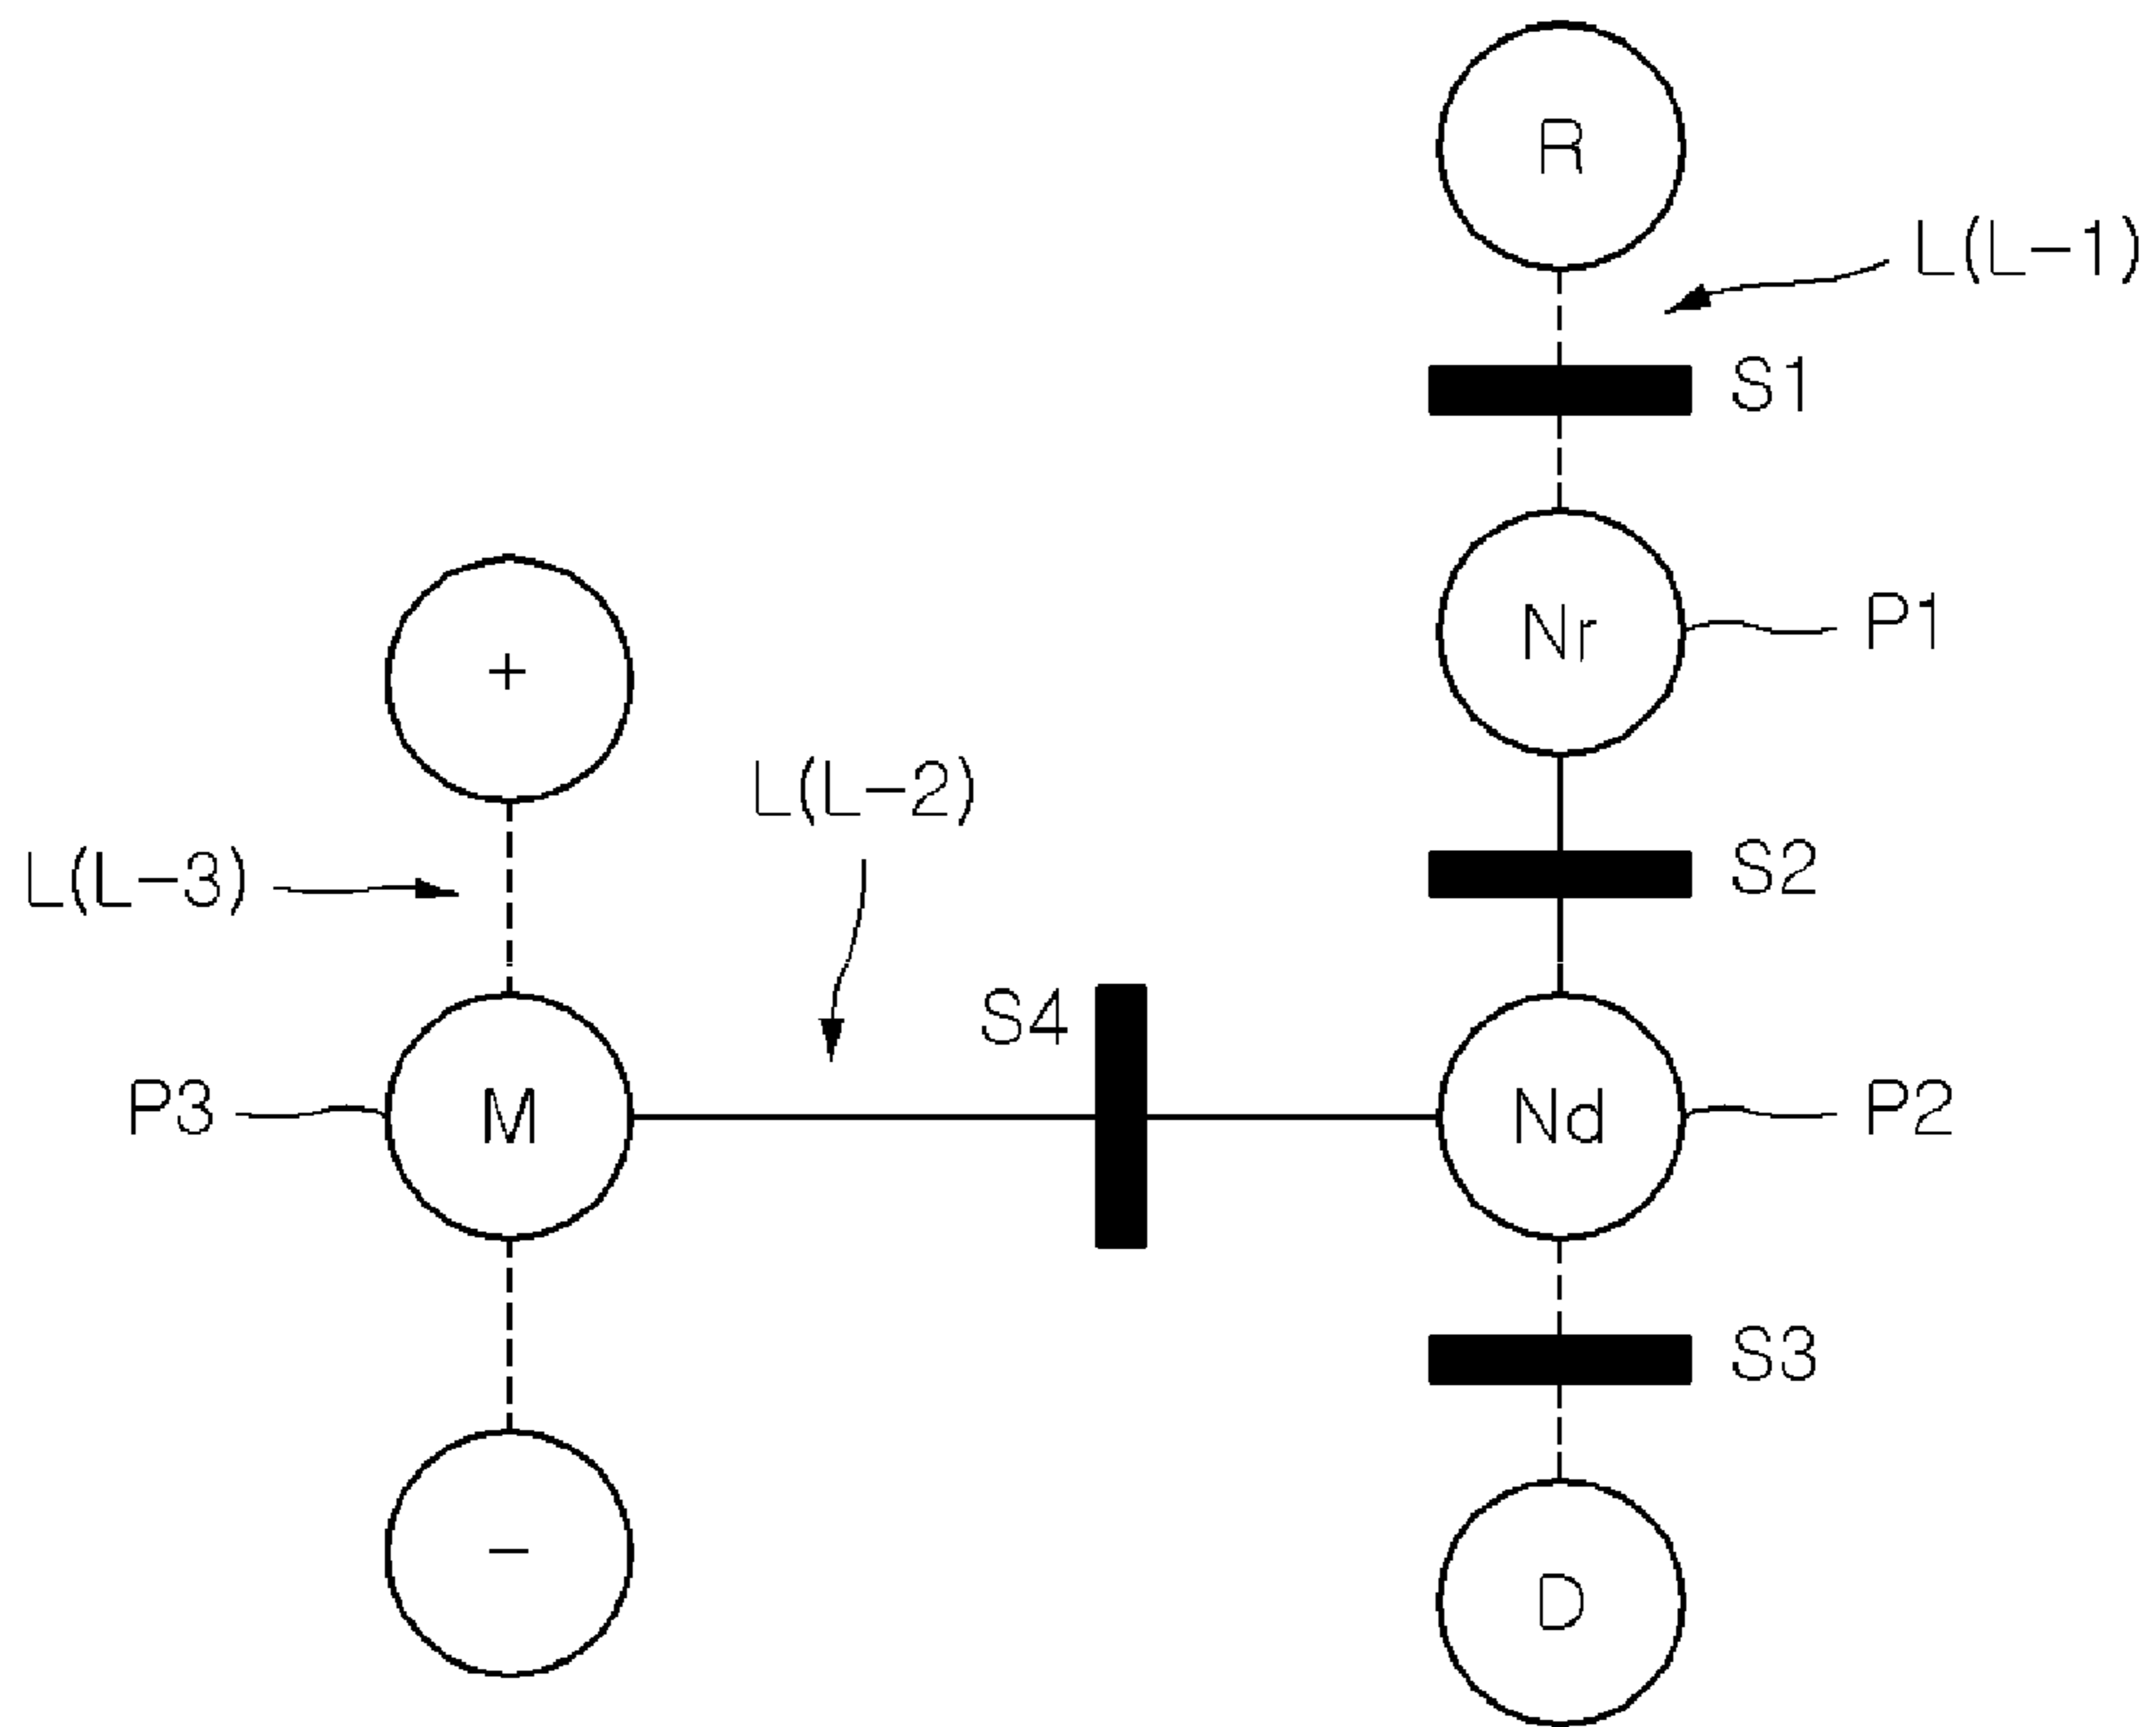 R
L(L-1)
S1
Nr
P1
+
L(L-2)
L(L-3)
S2
S4
P3
M
Nd
P2
S3
-
D